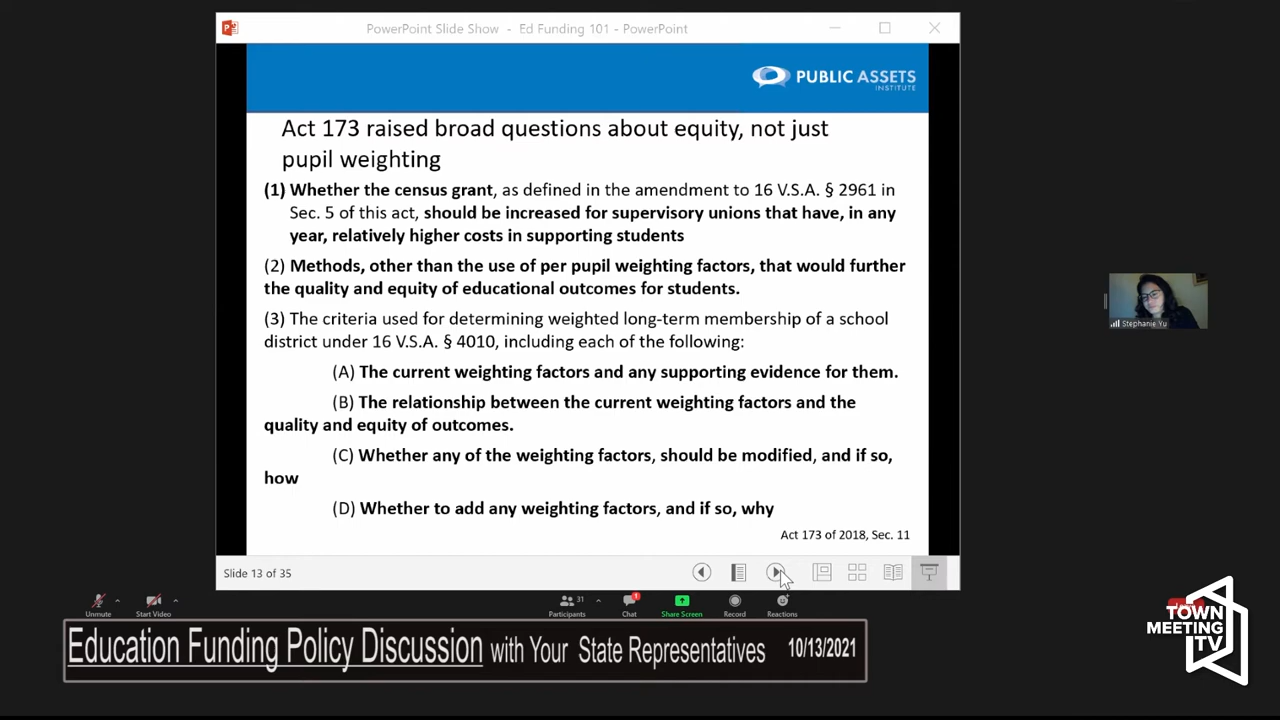 PowerPoint Slide Show - Ed Funding 101 - PowerPoint
PUBLIC ASSETS
INSTITUTE
Act 173 raised broad questions about equity, not just
pupil weighting
(1) Whether the census grant, as defined in the amendment to 16 V.S.A. § 2961 in
Sec. 5 of this act, should be increased for supervisory unions that have, in any
year, relatively higher costs in supporting students
(2) Methods, other than the use of per pupil weighting factors, that would further
the quality and equity of educational outcomes for students.
(3) The criteria used for determining weighted long-term membership of a school
district under 16 V.S.A. § 4010, including each of the following:
(A) The current weighting factors and any supporting evidence for them.
(B) The relationship between the current weighting factors and the
quality and equity of outcomes.
(C) Whether any of the weighting factors, should be modified, and if so,
how
(D) Whether to add any weighting factors, and if so, why
Act 173 of 2018, Sec. 11
Slide 13 of 35
Stephanie Yu
Unmute
Start Video
31
Participants
1
Chat
Share Screen
Record
Reactions
Education Funding Policy Discussion with Your State Representatives 10/13/2021
TOWN
MEETING
TV